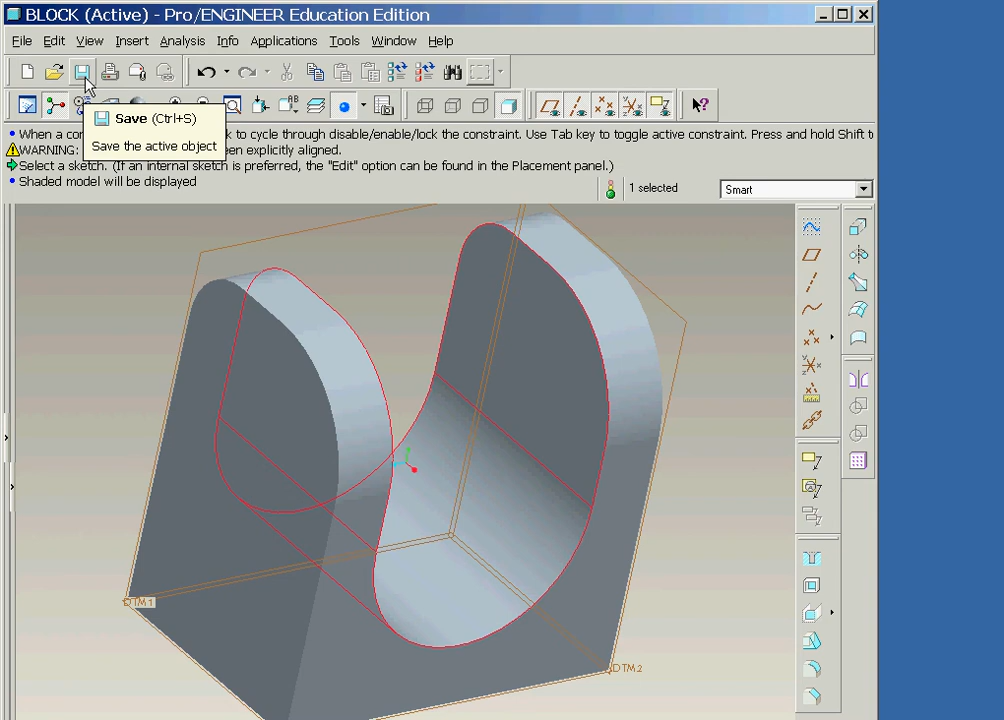 BLOCK (Active) - Pro/ENGINEER Education Edition
File Edit View Insert Analysis Info Applications Tools Window Help
Save (Ctrl+S)
Save the active object
When a con k to cycle through disable/enable/lock the constraint. Use Tab key to toggle active constraint. Press and hold Shift t
WARNING: een explicitly aligned.
Select a sketch. (If an internal sketch is preferred, the "Edit" option can be found in the Placement panel.)
Shaded model will be displayed
1 selected
Smart
DTM1
DTM2